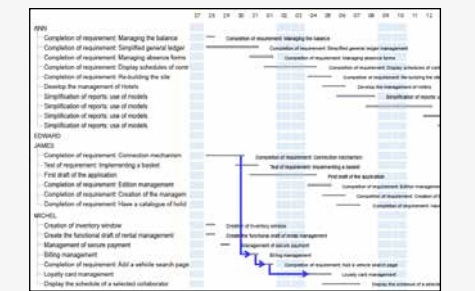 27 28 29 30 31 01 02 03 04 05 06 07 08 09 10 11 12
ANN
Completion of requirement: Managing the balance Completion of requirement: Managing the balance
Completion of requirement: Simplified general ledger Completion of requirement: Simplified general ledger management
Completion of requirement: Managing absence forms Completion of requirement: Managing absence forms
Completion of requirement: Display schedules of cont Completion of requirement: Display schedules of coll
Completion of requirement: Re-building the site Completion of requirement: Re-building the site
Develop the management of Hotels Develop the management of hotels
Simplification of reports: use of models Simplification of reports: u
Simplification of reports: use of models
Simplification of reports: use of models
Simplification of reports: use of models
EDWARD
JAMES
Completion of requirement: Connection mechanism Completion of requirement: Connection mechanism
Test of requirement: Implementing a basket Test of requirement: Implementing a basket
First draft of the application First draft of the application
Completion of requirement: Edition management Completion of requirement: Edition managemen
Completion of requirement: Creation of the managem Completion of requirement: Creation of t
Completion of requirement: Have a catalogue of holid Completion of requirement:
MICHEL
Creation of inventory window Creation of inventory window
Create the functional draft of rental management Create the functional draft of rental management
Management of secure payment Management of secure payment
Billing management Billing management
Completion of requirement: Add a vehicle search page Completion of requirement: Add a vehicle search page
Loyalty card management Loyalty card management
Display the schedule of a selected collaborator Display the schedule of a selecte